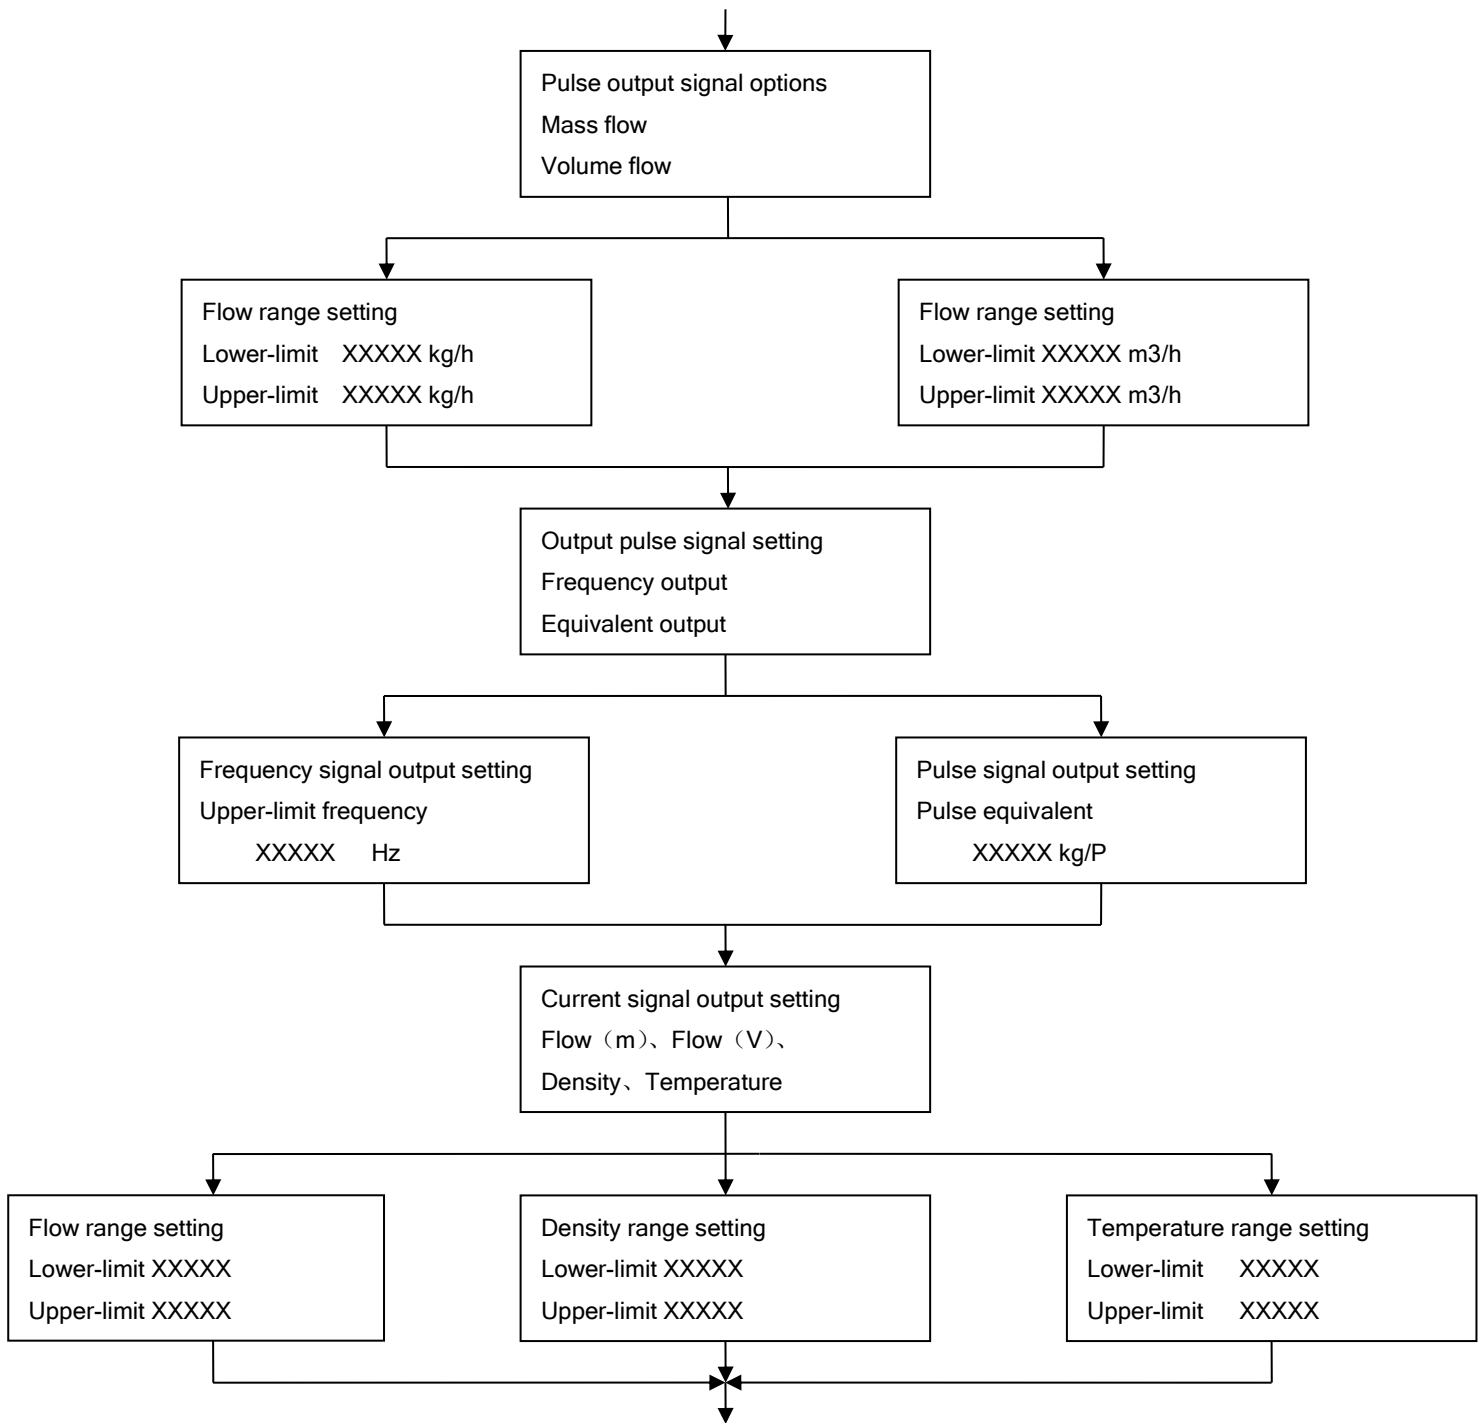 Pulse output signal options
Mass flow
Volume flow
Flow range setting
Lower-limit XXXXX kg/h
Upper-limit XXXXX kg/h
Flow range setting
Lower-limit XXXXX m3/h
Upper-limit XXXXX m3/h
Output pulse signal setting
Frequency output
Equivalent output
Frequency signal output setting
Upper-limit frequency
XXXXX Hz
Pulse signal output setting
Pulse equivalent
XXXXX kg/P
Current signal output setting
Flow（m）、Flow（V）、
Density、Temperature
Flow range setting
Lower-limit XXXXX
Upper-limit XXXXX
Density range setting
Lower-limit XXXXX
Upper-limit XXXXX
Temperature range setting
Lower-limit XXXXX
Upper-limit XXXXX